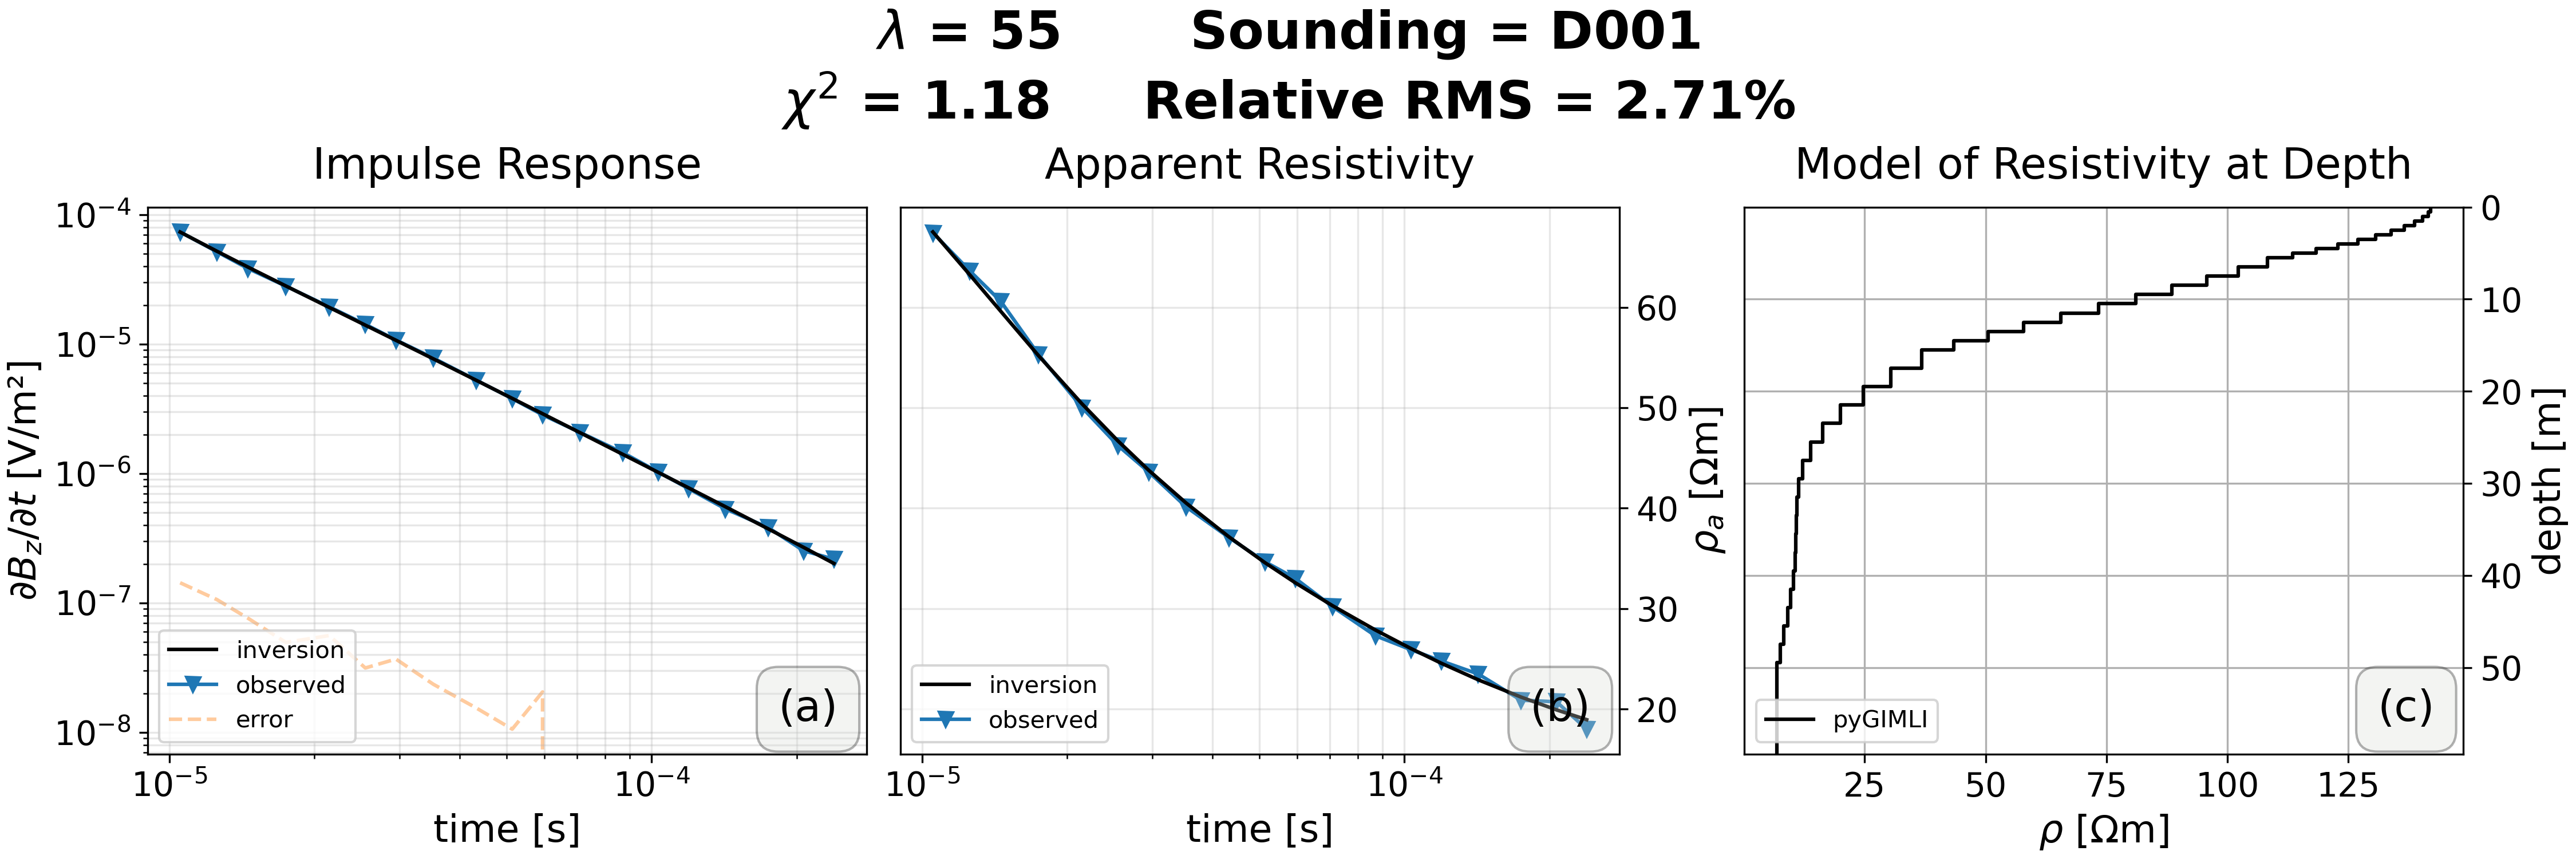 λ = 55 Sounding = D001
χ² = 1.18 Relative RMS = 2.71%
Impulse Response
10⁻⁴
10⁻⁵
10⁻⁶
10⁻⁷
10⁻⁸
∂B_z/∂t [V/m²]
inversion
observed
error
(a)
10⁻⁵ 10⁻⁴
time [s]
Apparent Resistivity
60
50
40
30
20
ρ_a [Ωm]
inversion
observed
(b)
10⁻⁵ 10⁻⁴
time [s]
Model of Resistivity at Depth
0
10
20
30
40
50
depth [m]
pyGIMLI
(c)
25 50 75 100 125
ρ [Ωm]